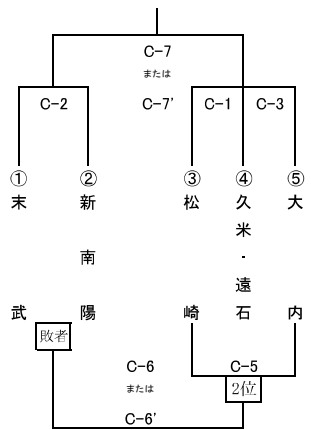 C-7
または
C-2 C-7' C-1 C-3
① ② ③ ④ ⑤
末武
新南陽
松崎
久米・遠石
大内
敗者 C-6 C-5
または 2位
C-6'